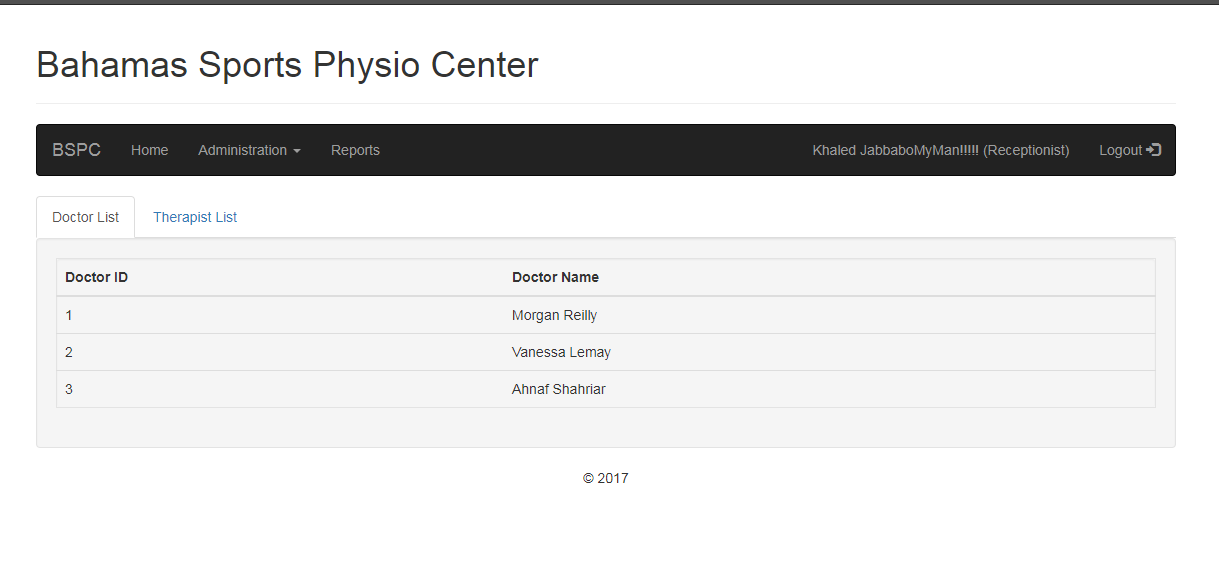 Bahamas Sports Physio Center
BSPC Home Administration Reports Khaled JabbaboMyMan!!!!! (Receptionist) Logout
Doctor List Therapist List
Doctor ID Doctor Name
1 Morgan Reilly
2 Vanessa Lemay
3 Ahnaf Shahriar
© 2017